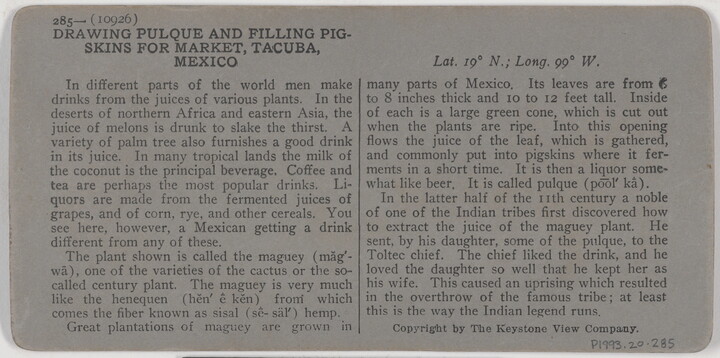 285—(10926)
DRAWING PULQUE AND FILLING PIG-
SKINS FOR MARKET, TACUBA,
MEXICO
In different parts of the world men make
drinks from the juices of various plants. In the
deserts of northern Africa and eastern Asia, the
juice of melons is drunk to slake the thirst. A
variety of palm tree also furnishes a good drink
in its juice. In many tropical lands the milk of
the coconut is the principal beverage. Coffee and
tea are perhaps the most popular drinks. Li-
quors are made from the fermented juices of
grapes, and of corn, rye, and other cereals. You
see here, however, a Mexican getting a drink
different from any of these.
The plant shown is called the maguey (măg′-
wā), one of the varieties of the cactus or the so-
called century plant. The maguey is very much
like the henequen (hĕn′ ê kĕn) from which
comes the fiber known as sisal (sê-säl′) hemp.
Great plantations of maguey are grown in
Lat. 19° N.; Long. 99° W.
many parts of Mexico. Its leaves are from 6
to 8 inches thick and 10 to 12 feet tall. Inside
of each is a large green cone, which is cut out
when the plants are ripe. Into this opening
flows the juice of the leaf, which is gathered,
and commonly put into pigskins where it fer-
ments in a short time. It is then a liquor some-
what like beer. It is called pulque (po͞ol′ kā).
In the latter half of the 11th century a noble
of one of the Indian tribes first discovered how
to extract the juice of the maguey plant. He
sent, by his daughter, some of the pulque, to the
Toltec chief. The chief liked the drink, and he
loved the daughter so well that he kept her as
his wife. This caused an uprising which resulted
in the overthrow of the famous tribe; at least
this is the way the Indian legend runs.
Copyright by The Keystone View Company.
P1993.20.285